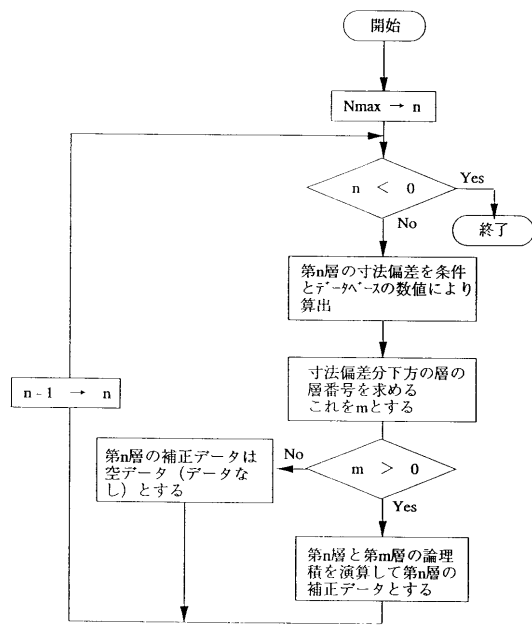 開始
Nmax → n
n < 0
Yes
No
終了
第n層の寸法偏差を条件
とデータベースの数値により
算出
寸法偏差分下方の層の
層番号を求める
これをmとする
n-1 → n
m > 0
No
Yes
第n層の補正データは
空データ（データな
し）とする
第n層と第m層の論理
積を演算して第n層の
補正データとする